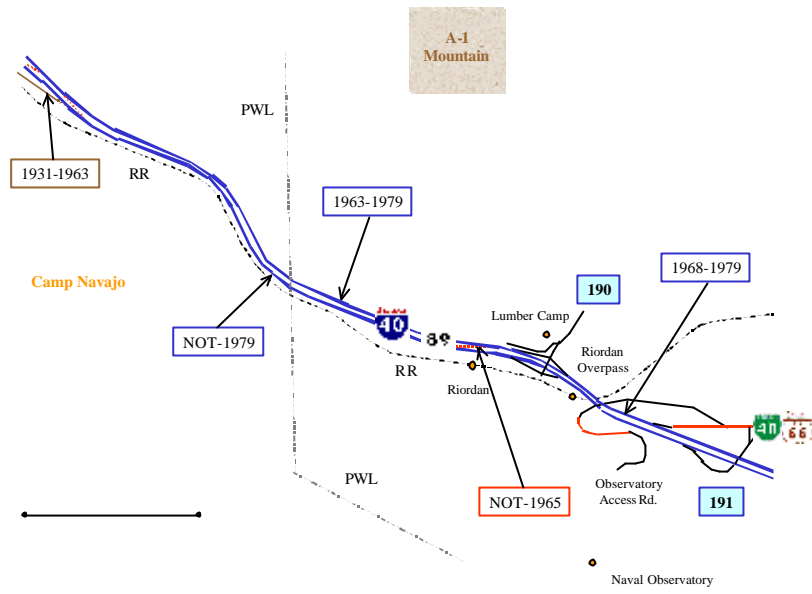 A-1
Mountain
PWL
1931-1963
RR
1963-1979
Camp Navajo
1968-1979
190
Lumber Camp
40
89
NOT-1979
Riordan
Overpass
RR
Riordan
40
66
PWL
NOT-1965
Observatory
Access Rd.
191
Naval Observatory